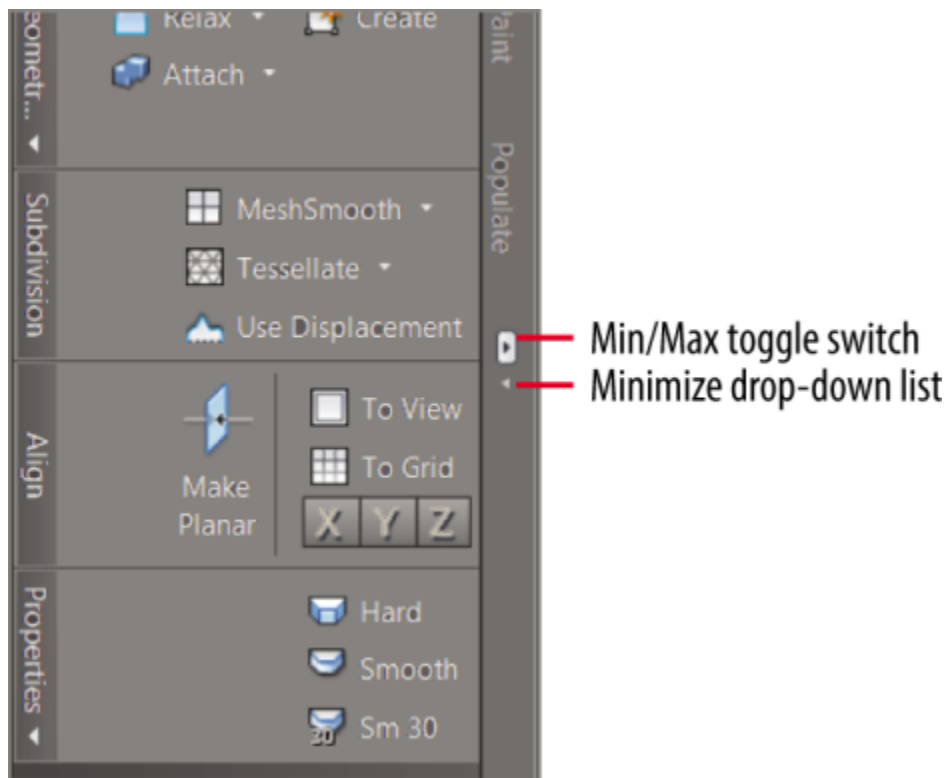 Relax
Create
Attach
Geometr...
Paint
Populate
Subdivision
MeshSmooth
Tessellate
Use Displacement
Min/Max toggle switch
Minimize drop-down list
Align
Make
Planar
To View
To Grid
X Y Z
Properties
Hard
Smooth
30 Sm 30